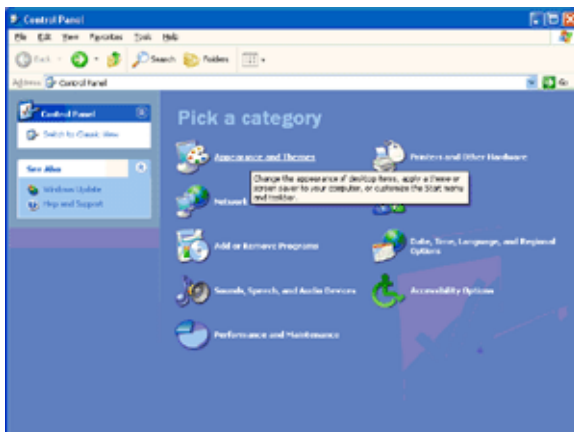 Control Panel
File Edit View Favorites Tools Help
Back Search Folders
Address Control Panel Go
Control Panel
Switch to Classic View
See Also
Windows Update
Help and Support
Pick a category
Appearance and Themes
Printers and Other Hardware
Change the appearance of desktop items, apply a theme or
screen saver to your computer, or customize the Start menu
and taskbar.
Network
Add or Remove Programs
Date, Time, Language, and Regional
Options
Sounds, Speech, and Audio Devices
Accessibility Options
Performance and Maintenance